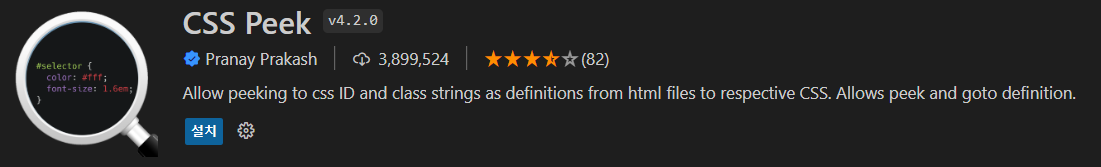 CSS Peek v4.2.0
Pranay Prakash 3,899,524 (82)
#selector {
color: #fff;
font-size: 1.6em;
}
Allow peeking to css ID and class strings as definitions from html files to respective CSS. Allows peek and goto definition.
설치